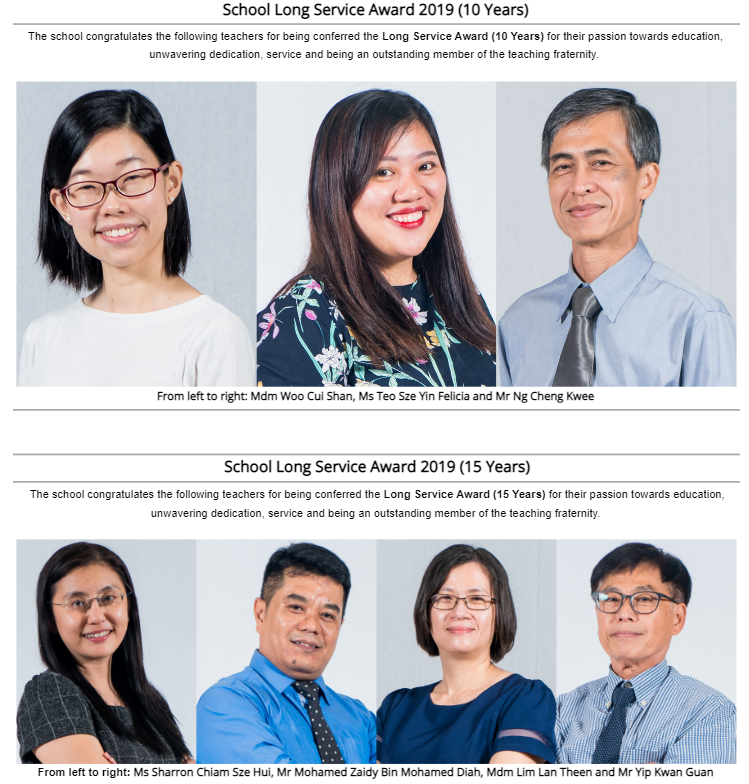 School Long Service Award 2019 (10 Years)
The school congratulates the following teachers for being conferred the Long Service Award (10 Years) for their passion towards education,
unwavering dedication, service and being an outstanding member of the teaching fraternity.
From left to right: Mdm Woo Cui Shan, Ms Teo Sze Yin Felicia and Mr Ng Cheng Kwee
School Long Service Award 2019 (15 Years)
The school congratulates the following teachers for being conferred the Long Service Award (15 Years) for their passion towards education,
unwavering dedication, service and being an outstanding member of the teaching fraternity.
From left to right: Ms Sharron Chiam Sze Hui, Mr Mohamed Zaidy Bin Mohamed Diah, Mdm Lim Lan Theen and Mr Yip Kwan Guan